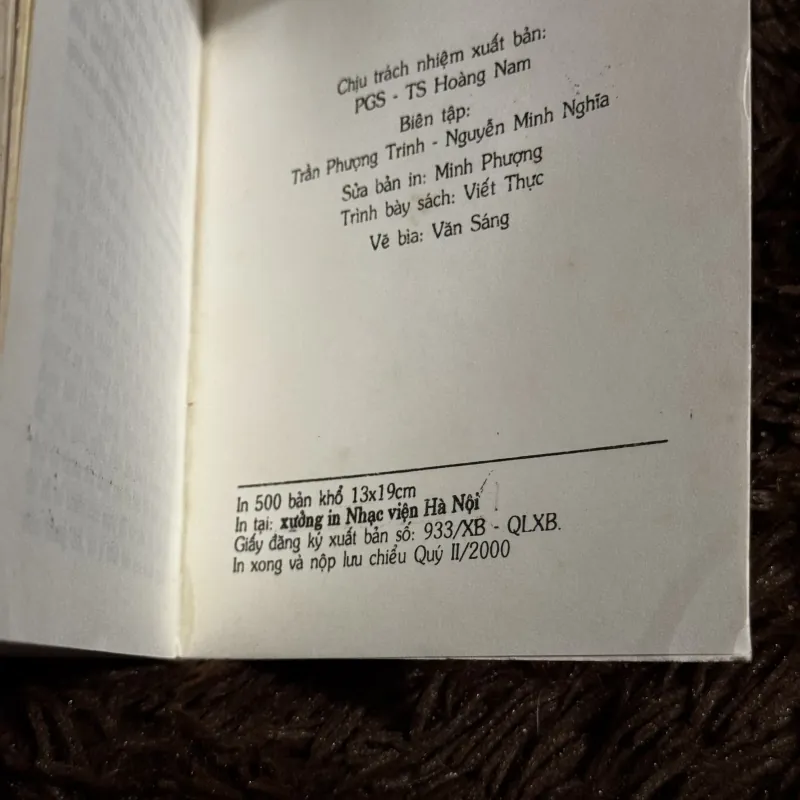 Chịu trách nhiệm xuất bản:
PGS - TS Hoàng Nam
Biên tập:
Trần Phượng Trinh - Nguyễn Minh Nghĩa
Sửa bản in: Minh Phượng
Trình bày sách: Viết Thực
Vẽ bìa: Văn Sáng
In 500 bản khổ 13x19cm
In tại: xưởng in Nhạc viện Hà Nội
Giấy đăng ký xuất bản số: 933/XB - QLXB.
In xong và nộp lưu chiểu Quý II/2000